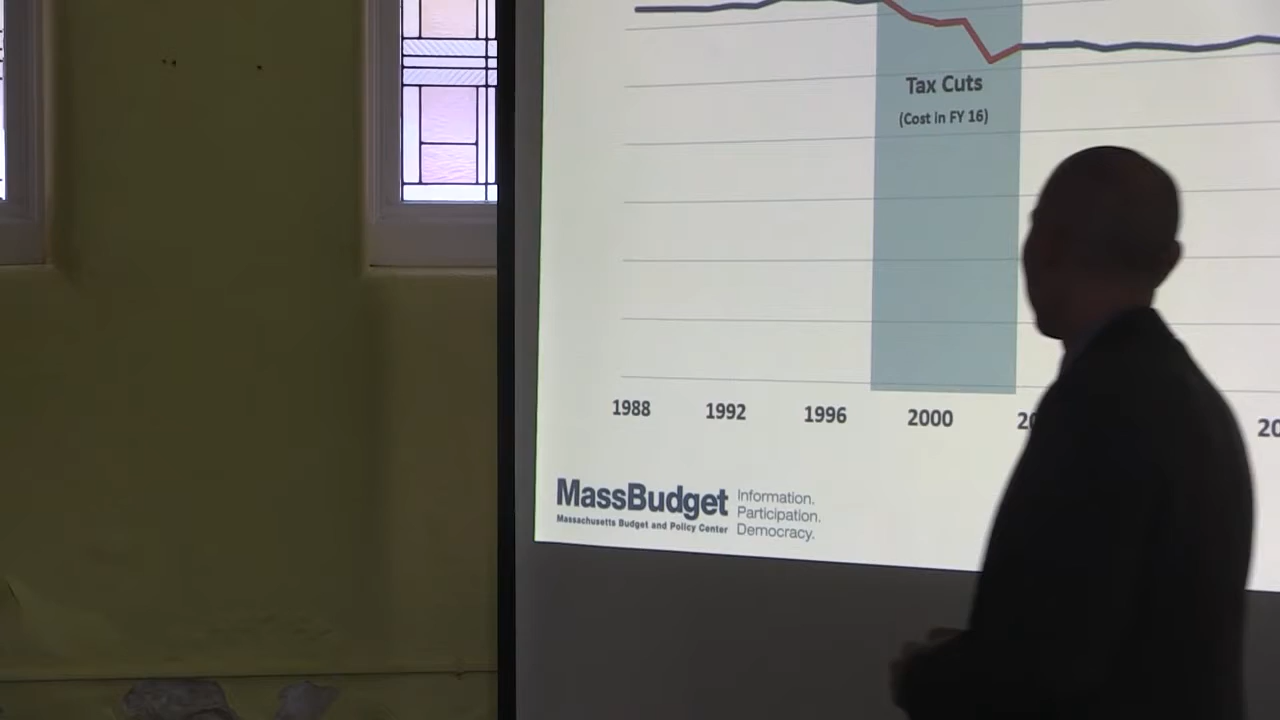 Tax Cuts
(Cost in FY 16)
1988 1992 1996 2000
MassBudget
Massachusetts Budget and Policy Center
Information.
Participation.
Democracy.